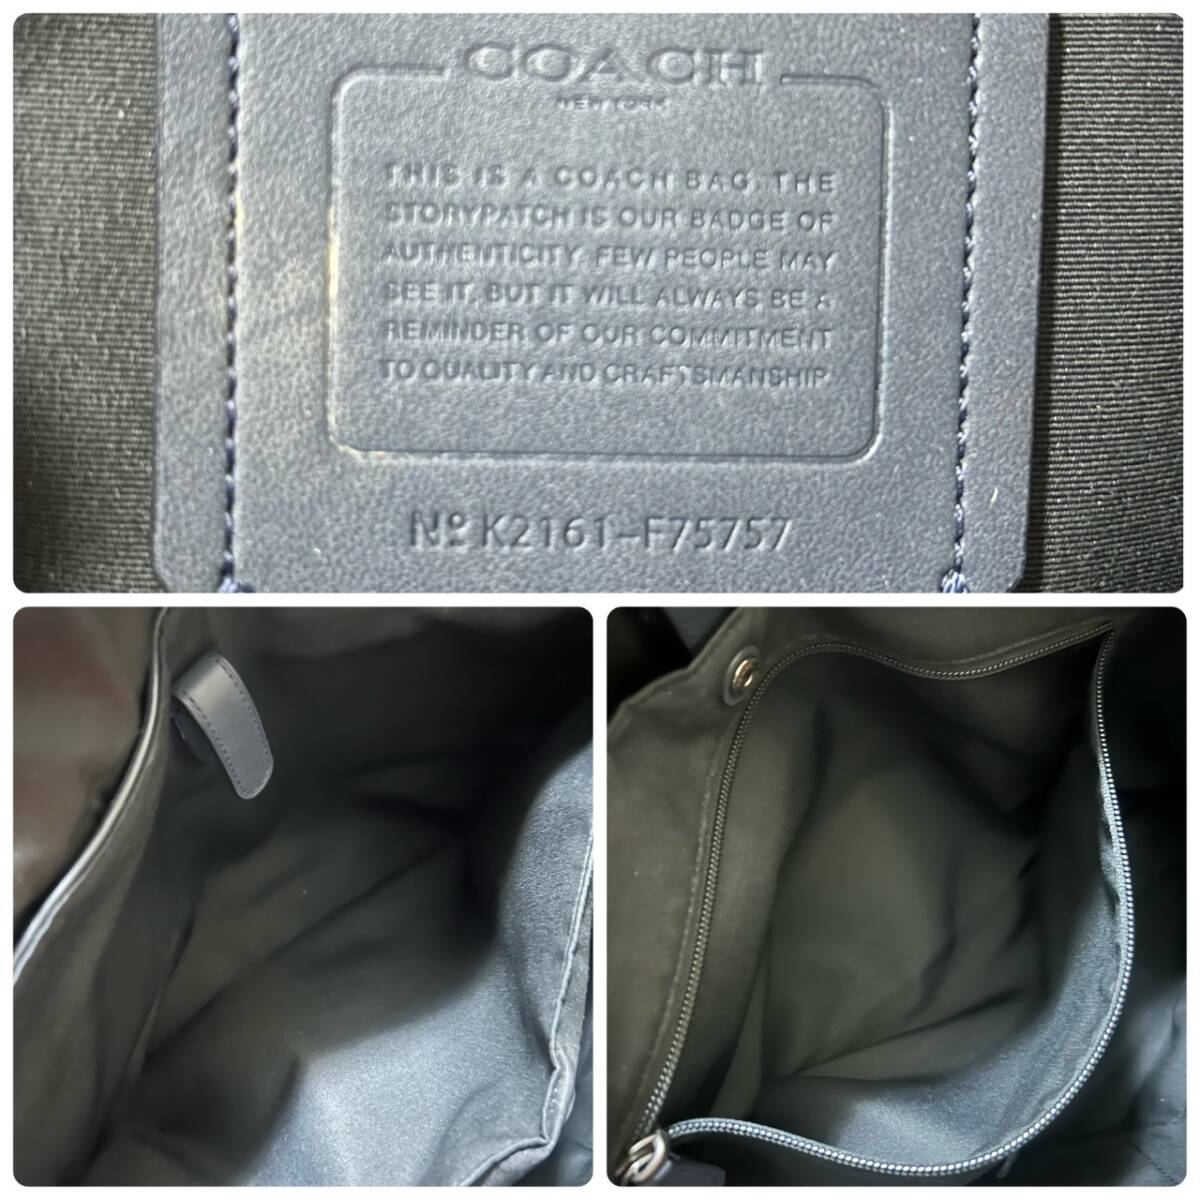 COACH
NEW YORK
THIS IS A COACH BAG. THE
STORYPATCH IS OUR BADGE OF
AUTHENTICITY. FEW PEOPLE MAY
SEE IT, BUT IT WILL ALWAYS BE A
REMINDER OF OUR COMMITMENT
TO QUALITY AND CRAFTSMANSHIP.
Nº K2161-F75757